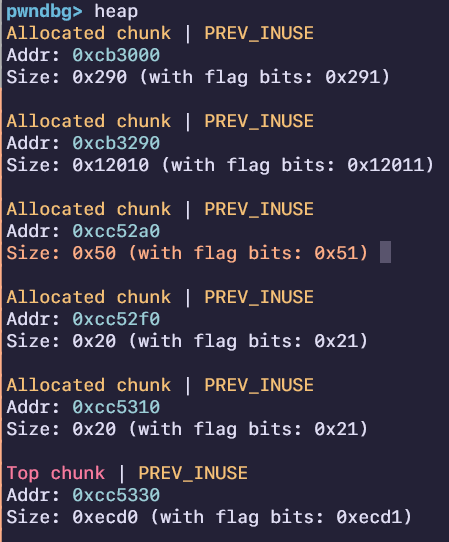 pwndbg> heap
Allocated chunk | PREV_INUSE
Addr: 0xcb3000
Size: 0x290 (with flag bits: 0x291)
Allocated chunk | PREV_INUSE
Addr: 0xcb3290
Size: 0x12010 (with flag bits: 0x12011)
Allocated chunk | PREV_INUSE
Addr: 0xcc52a0
Size: 0x50 (with flag bits: 0x51)
Allocated chunk | PREV_INUSE
Addr: 0xcc52f0
Size: 0x20 (with flag bits: 0x21)
Allocated chunk | PREV_INUSE
Addr: 0xcc5310
Size: 0x20 (with flag bits: 0x21)
Top chunk | PREV_INUSE
Addr: 0xcc5330
Size: 0xecd0 (with flag bits: 0xecd1)